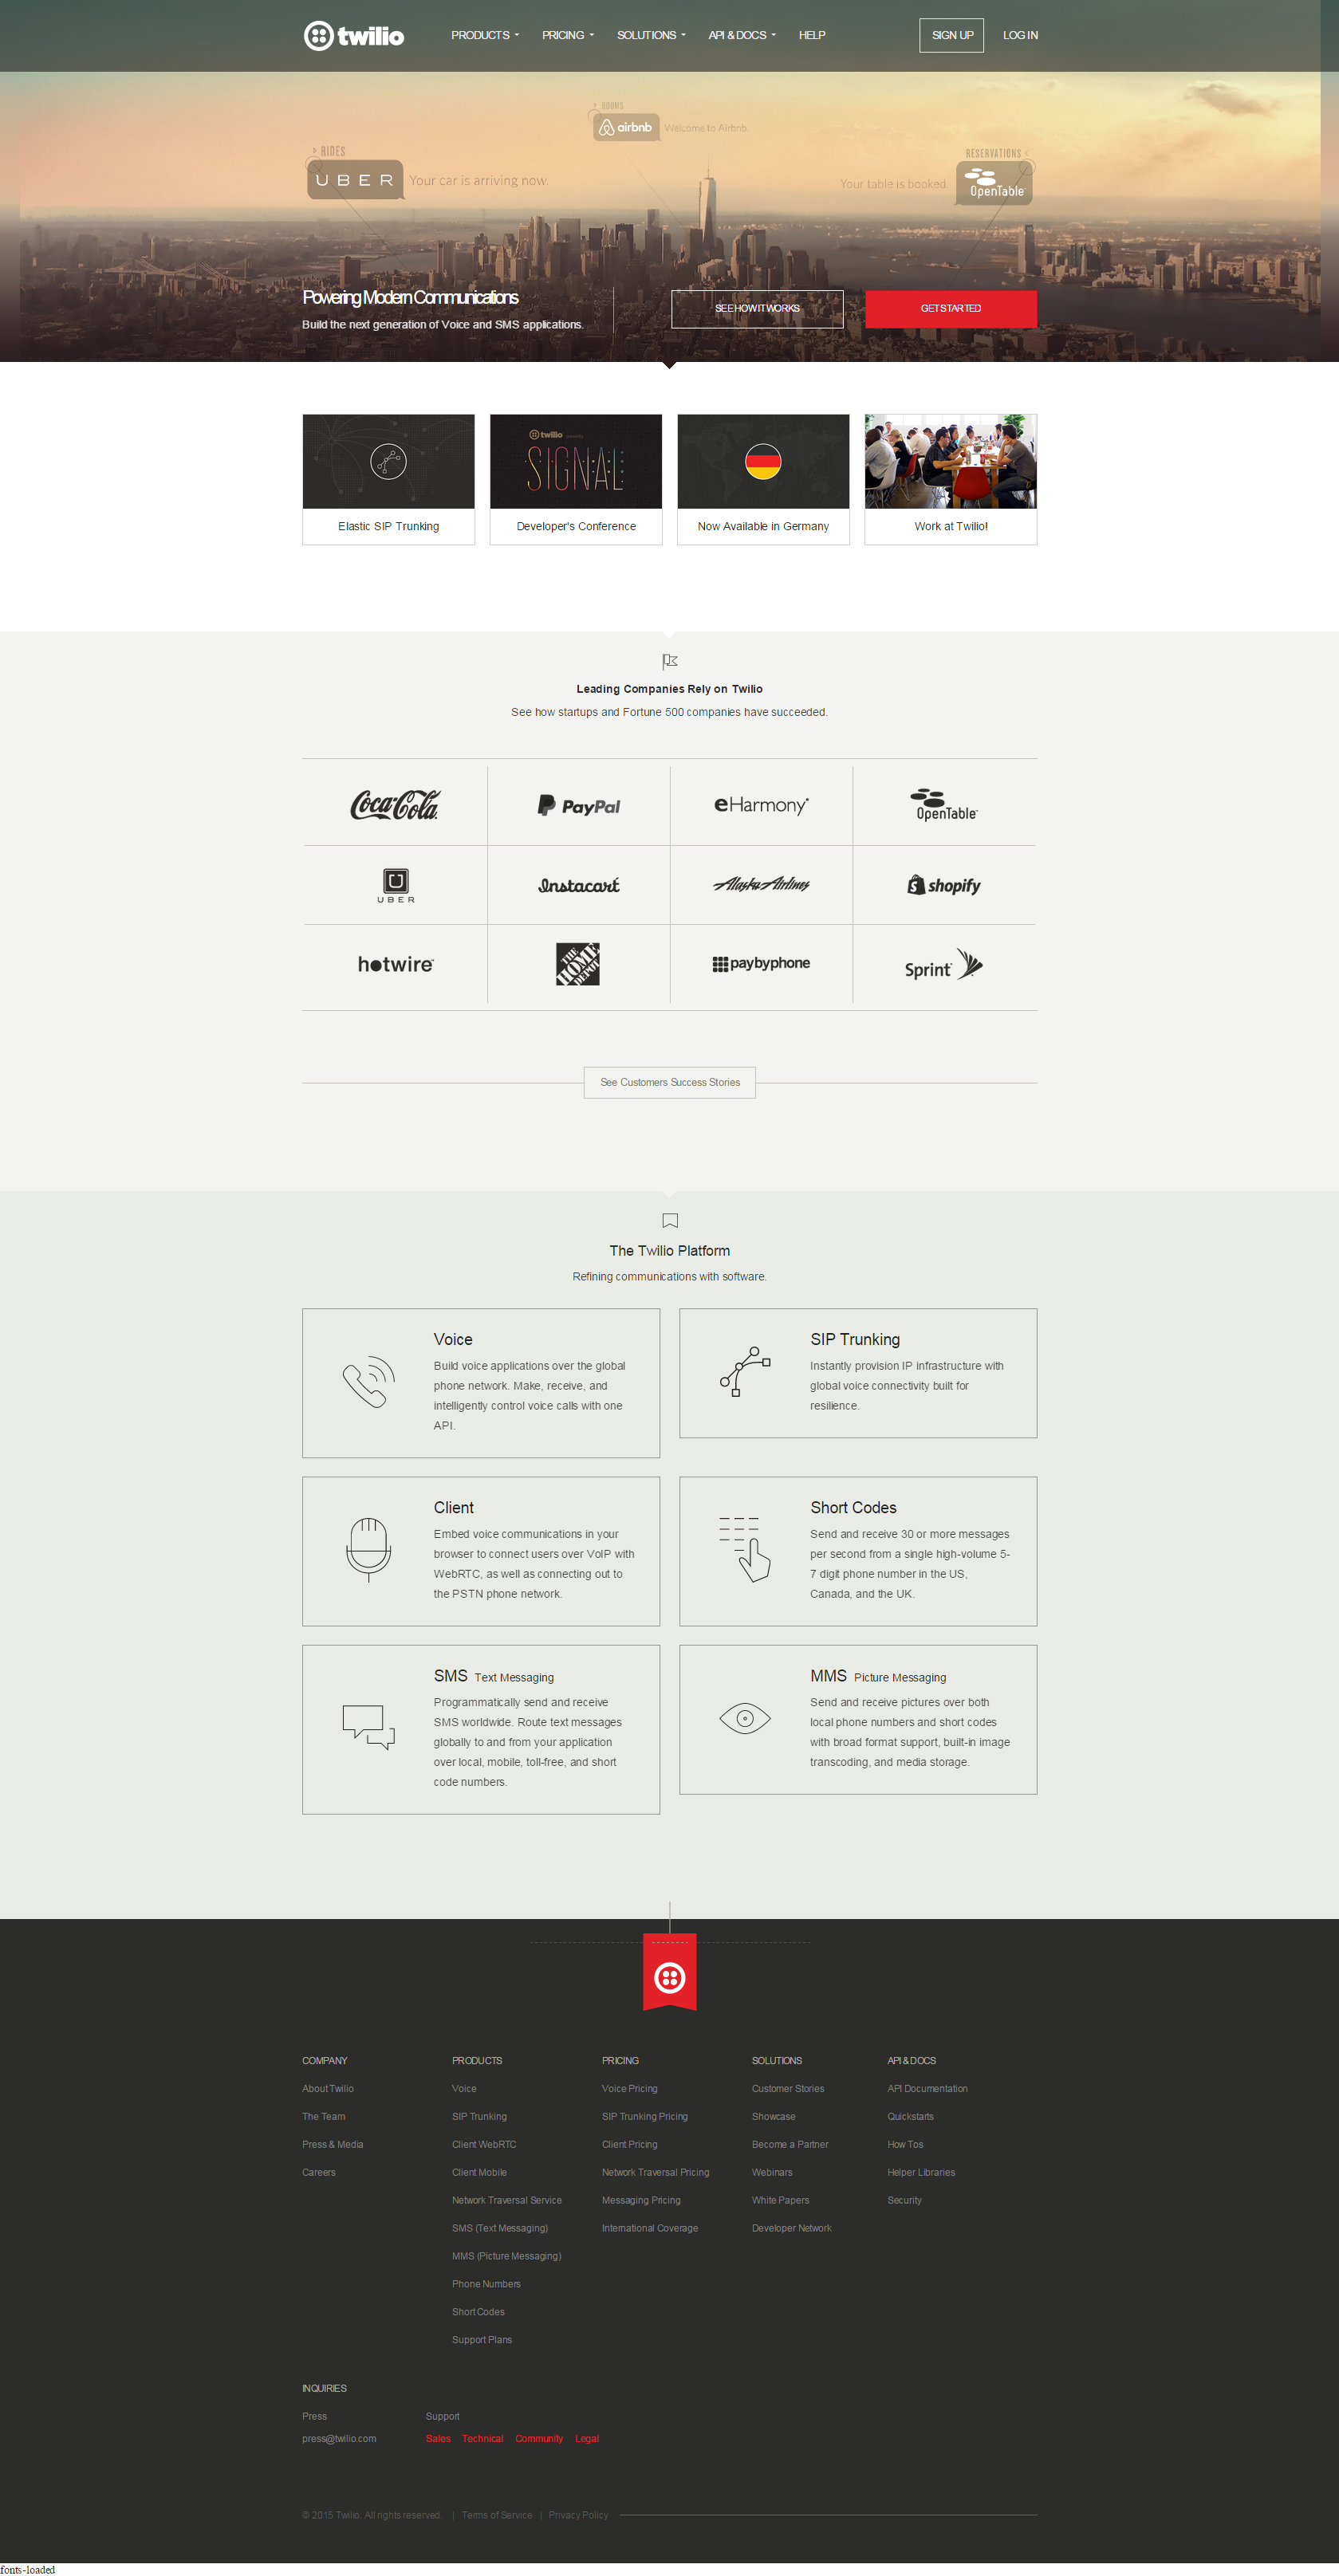 twilio PRODUCTS PRICING SOLUTIONS API & DOCS HELP SIGN UP LOG IN
> ROOMS
airbnb Welcome to Airbnb.
> RIDES
UBER Your car is arriving now.
RESERVATIONS <
Your table is booked. OpenTable
Powering Modern Communications
Build the next generation of Voice and SMS applications.
SEE HOW IT WORKS
GET STARTED
twilio
SIGNAL
Elastic SIP Trunking
Developer's Conference
Now Available in Germany
Work at Twilio!
Leading Companies Rely on Twilio
See how startups and Fortune 500 companies have succeeded.
Coca-Cola PayPal eHarmony OpenTable
UBER Instacart Alaska Airlines shopify
hotwire THE HOME DEPOT paybyphone Sprint
See Customers Success Stories
The Twilio Platform
Refining communications with software.
Voice
Build voice applications over the global
phone network. Make, receive, and
intelligently control voice calls with one
API.
SIP Trunking
Instantly provision IP infrastructure with
global voice connectivity built for
resilience.
Client
Embed voice communications in your
browser to connect users over VoIP with
WebRTC, as well as connecting out to
the PSTN phone network.
Short Codes
Send and receive 30 or more messages
per second from a single high-volume 5-
7 digit phone number in the US,
Canada, and the UK.
SMS Text Messaging
Programmatically send and receive
SMS worldwide. Route text messages
globally to and from your application
over local, mobile, toll-free, and short
code numbers.
MMS Picture Messaging
Send and receive pictures over both
local phone numbers and short codes
with broad format support, built-in image
transcoding, and media storage.
COMPANY
About Twilio
The Team
Press & Media
Careers
PRODUCTS
Voice
SIP Trunking
Client WebRTC
Client Mobile
Network Traversal Service
SMS (Text Messaging)
MMS (Picture Messaging)
Phone Numbers
Short Codes
Support Plans
PRICING
Voice Pricing
SIP Trunking Pricing
Client Pricing
Network Traversal Pricing
Messaging Pricing
International Coverage
SOLUTIONS
Customer Stories
Showcase
Become a Partner
Webinars
White Papers
Developer Network
API & DOCS
API Documentation
Quickstarts
How Tos
Helper Libraries
Security
INQUIRIES
Press
press@twilio.com
Support
Sales Technical Community Legal
© 2015 Twilio. All rights reserved. | Terms of Service | Privacy Policy
fonts-loaded